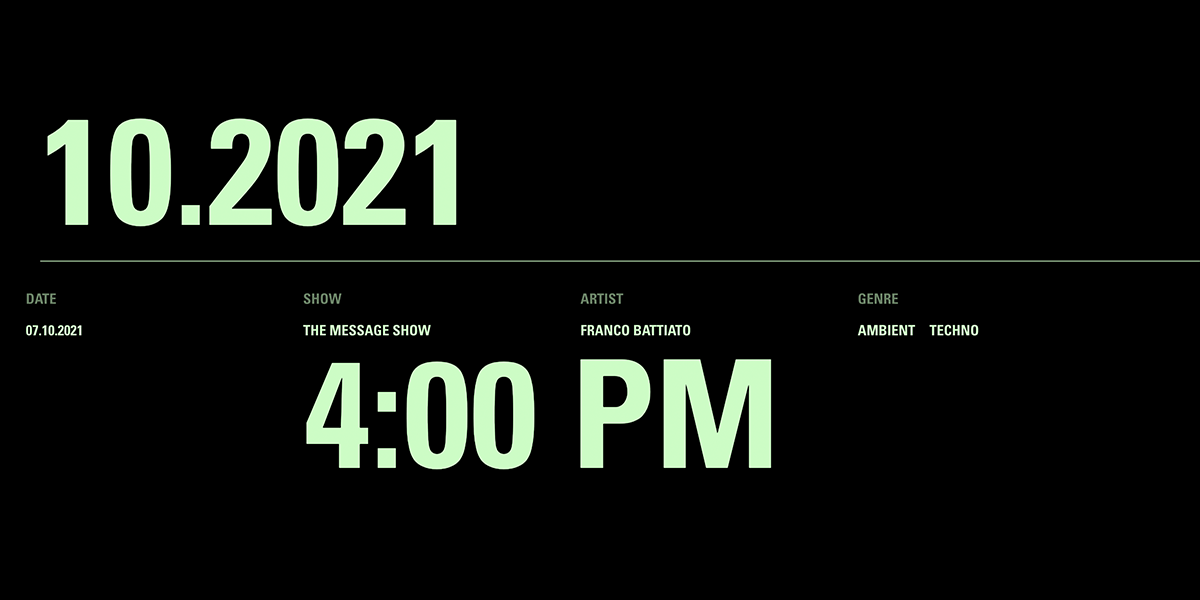 10.2021
DATE SHOW ARTIST GENRE
07.10.2021 THE MESSAGE SHOW FRANCO BATTIATO AMBIENT TECHNO
4:00 PM